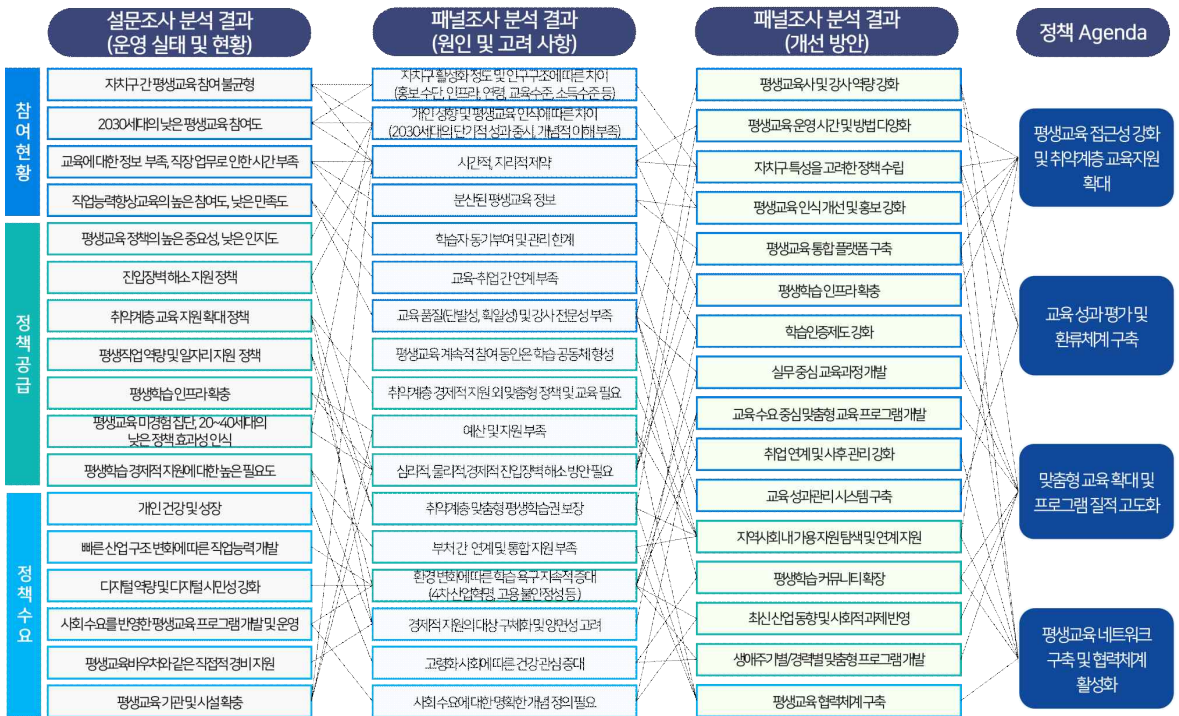 설문조사 분석 결과
(운영 실태 및 현황)
패널조사 분석 결과
(원인 및 고려 사항)
패널조사 분석 결과
(개선 방안)
정책 Agenda
참여현황
자치구 간 평생교육 참여 불균형
2030세대의 낮은 평생교육 참여도
교육에 대한 정보 부족, 직장 업무로 인한 시간 부족
직업능력향상교육의 높은 참여도, 낮은 만족도
정책공급
평생교육 정책의 높은 중요성, 낮은 인지도
진입장벽 해소 지원 정책
취약계층 교육 지원 확대 정책
평생직업 역량 및 일자리 지원 정책
평생학습 인프라 확충
평생교육 미경험 집단, 20~40세대의
낮은 정책 효과성 인식
평생학습 경제적 지원에 대한 높은 필요도
정책수요
개인 건강 및 성장
빠른 산업 구조 변화에 따른 직업능력 개발
디지털 역량 및 디지털 시민성 강화
사회 수요를 반영한 평생교육 프로그램 개발 및 운영
평생교육바우처와 같은 직접적 경비 지원
평생교육 기관 및 시설 확충
자치구 활성화 정도 및 인구구조에 따른 차이
(홍보 수단, 인프라, 연령, 교육수준, 소득수준 등)
개인 성향 및 평생교육 인식에 따른 차이
(2030세대의 단기적 성과 중시, 개념적 이해 부족)
시간적, 지리적 제약
분산된 평생교육 정보
학습자 동기부여 및 관리 한계
교육-취업 간 연계 부족
교육 품질(단발성, 획일성) 및 강사 전문성 부족
평생교육 계속적 참여 동인은 학습 공동체 형성
취약계층 경제적 지원 외 맞춤형 정책 및 교육 필요
예산 및 자원 부족
심리적, 물리적, 경제적 진입장벽 해소 방안 필요
취약계층 맞춤형 평생학습권 보장
부처 간 연계 및 통합 지원 부족
환경 변화에 따른 학습 욕구 지속적 증대
(4차 산업혁명, 고용 불안정성 등)
경제적 지원의 대상 구체화 및 양면성 고려
고령화 사회에 따른 건강 관심 증대
사회 수요에 대한 명확한 개념 정의 필요
평생교육사 및 강사 역량 강화
평생교육 운영 시간 및 방법 다양화
자치구 특성을 고려한 정책 수립
평생교육 인식 개선 및 홍보 강화
평생교육 통합 플랫폼 구축
평생학습 인프라 확충
학습인증제도 강화
실무 중심 교육과정 개발
교육 수요 중심 맞춤형 교육 프로그램 개발
취업 연계 및 사후 관리 강화
교육 성과관리 시스템 구축
지역사회 내 가용 자원 탐색 및 연계 지원
평생학습 커뮤니티 확장
최신 산업 동향 및 사회적 과제 반영
생애주기별/경력별 맞춤형 프로그램 개발
평생교육 협력체계 구축
평생교육 접근성 강화
및 취약계층 교육지원
확대
교육 성과 평가 및
환류체계 구축
맞춤형 교육 확대 및
프로그램 질적 고도화
평생교육 네트워크
구축 및 협력체계
활성화